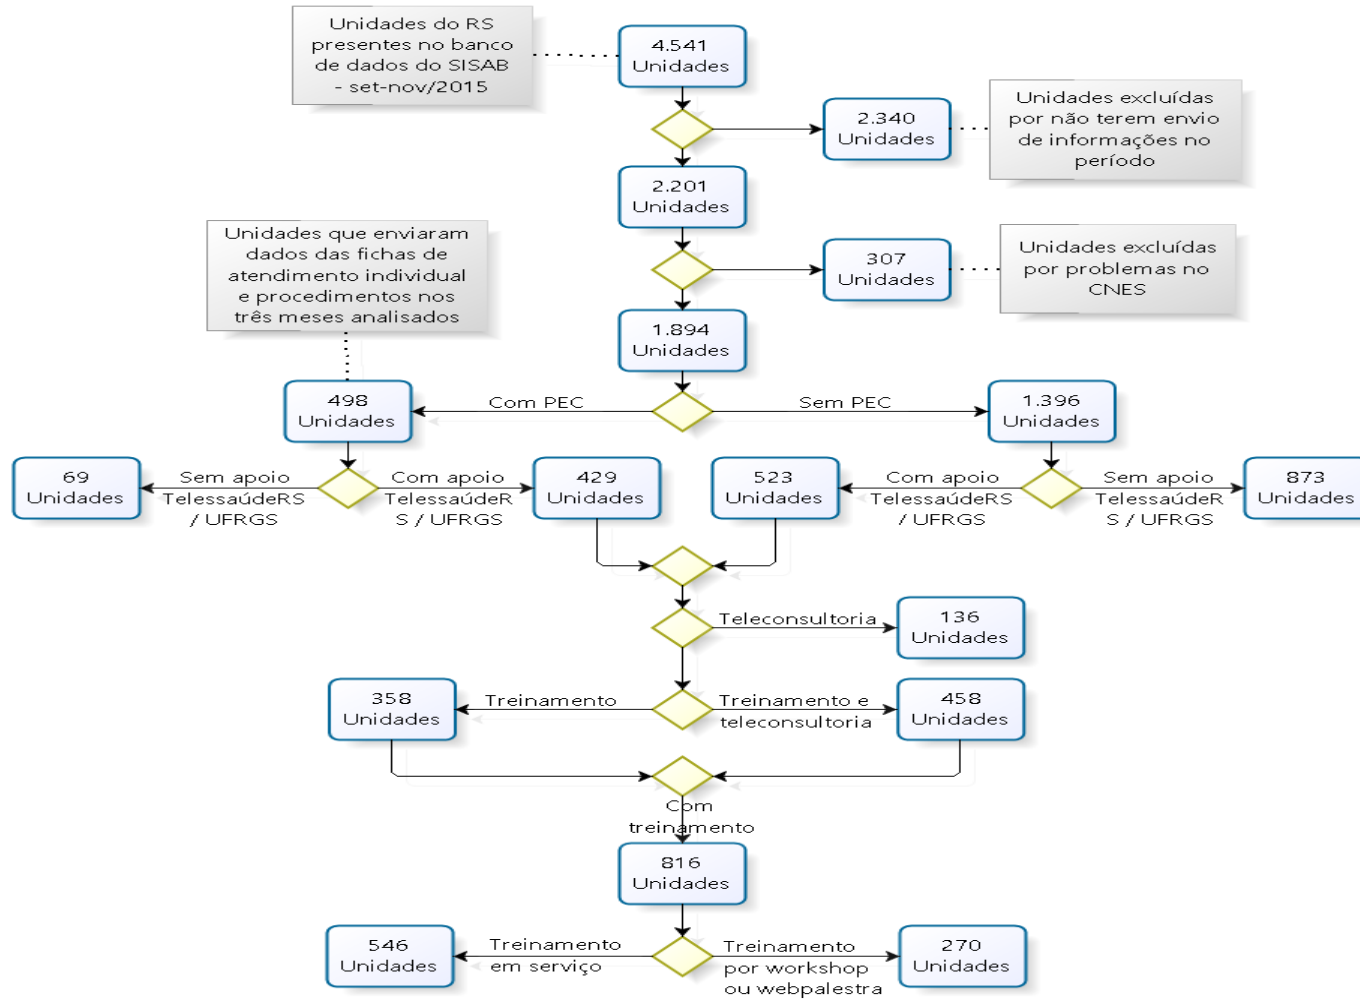 Unidades do RS
presentes no banco
de dados do SISAB
- set-nov/2015
4.541
Unidades
2.340
Unidades
Unidades excluídas
por não terem envio
de informações no
período
2.201
Unidades
Unidades que enviaram
dados das fichas de
atendimento individual
e procedimentos nos
três meses analisados
307
Unidades
Unidades excluídas
por problemas no
CNES
1.894
Unidades
498
Unidades
Com PEC
Sem PEC
1.396
Unidades
69
Unidades
Sem apoio
TelessaúdeRS
/ UFRGS
Com apoio
TelessaúdeR
S / UFRGS
429
Unidades
523
Unidades
Com apoio
TelessaúdeRS
/ UFRGS
Sem apoio
TelessaúdeR
S / UFRGS
873
Unidades
Teleconsultoria
136
Unidades
358
Unidades
Treinamento
Treinamento e
teleconsultoria
458
Unidades
Com
treinamento
816
Unidades
546
Unidades
Treinamento
em serviço
Treinamento
por workshop
ou webpalestra
270
Unidades